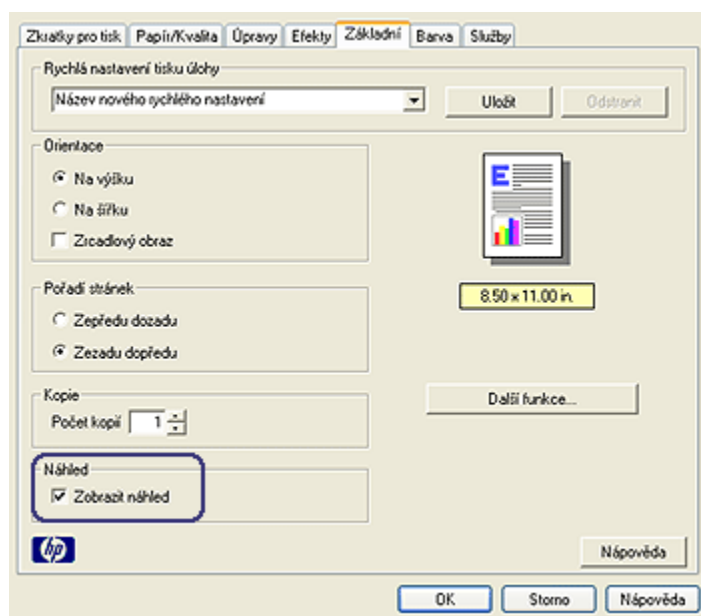 Zkratky pro tisk Papír/Kvalita Úpravy Efekty Základní Barva Služby
Rychlá nastavení tisku úlohy
Název nového rychlého nastavení Uložit Odstranit
Orientace
Na výšku
Na šířku
Zrcadlový obraz
E
8.50 x 11.00 in.
Pořadí stránek
Zepředu dozadu
Zezadu dopředu
Kopie
Počet kopií 1
Další funkce...
Náhled
Zobrazit náhled
hp
Nápověda
OK Storno Nápověda